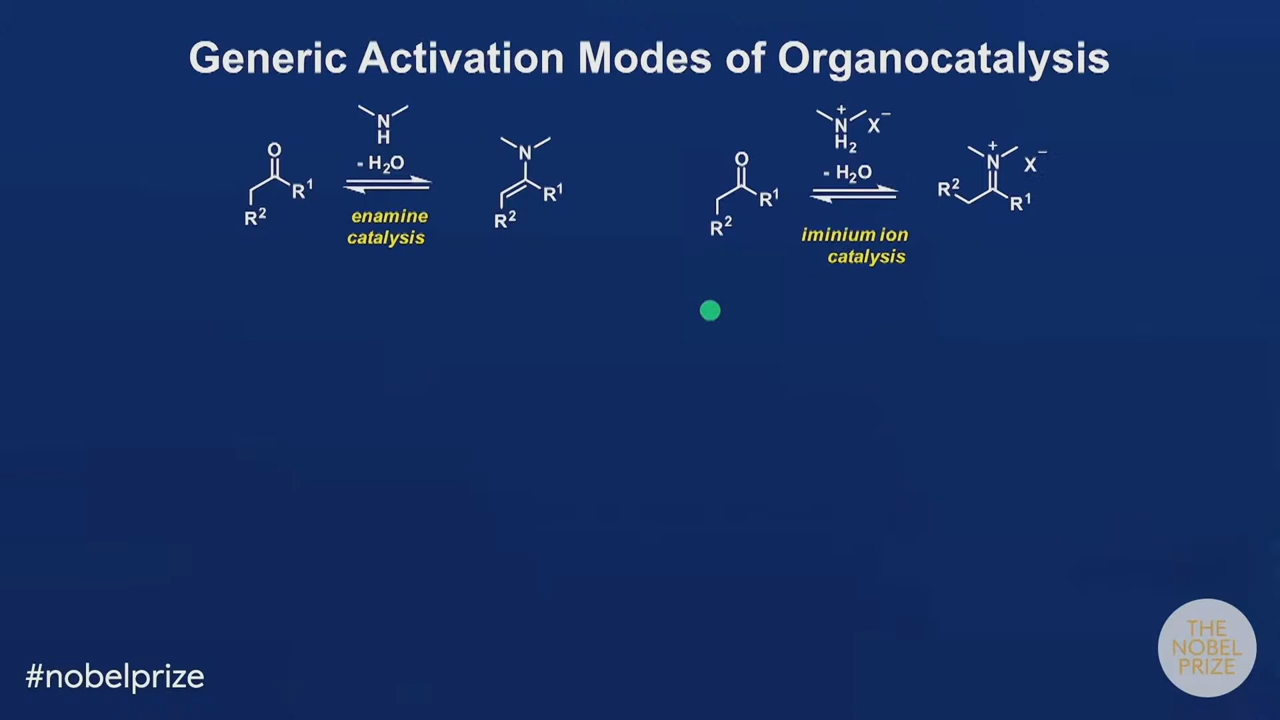 Generic Activation Modes of Organocatalysis
N
H
- H₂O
enamine
catalysis
O
R¹
R²
N
R¹
R²
+
N
H₂
X⁻
- H₂O
iminium ion
catalysis
O
R¹
R²
+
N
X⁻
R²
R¹
#nobelprize
THE
NOBEL
PRIZE